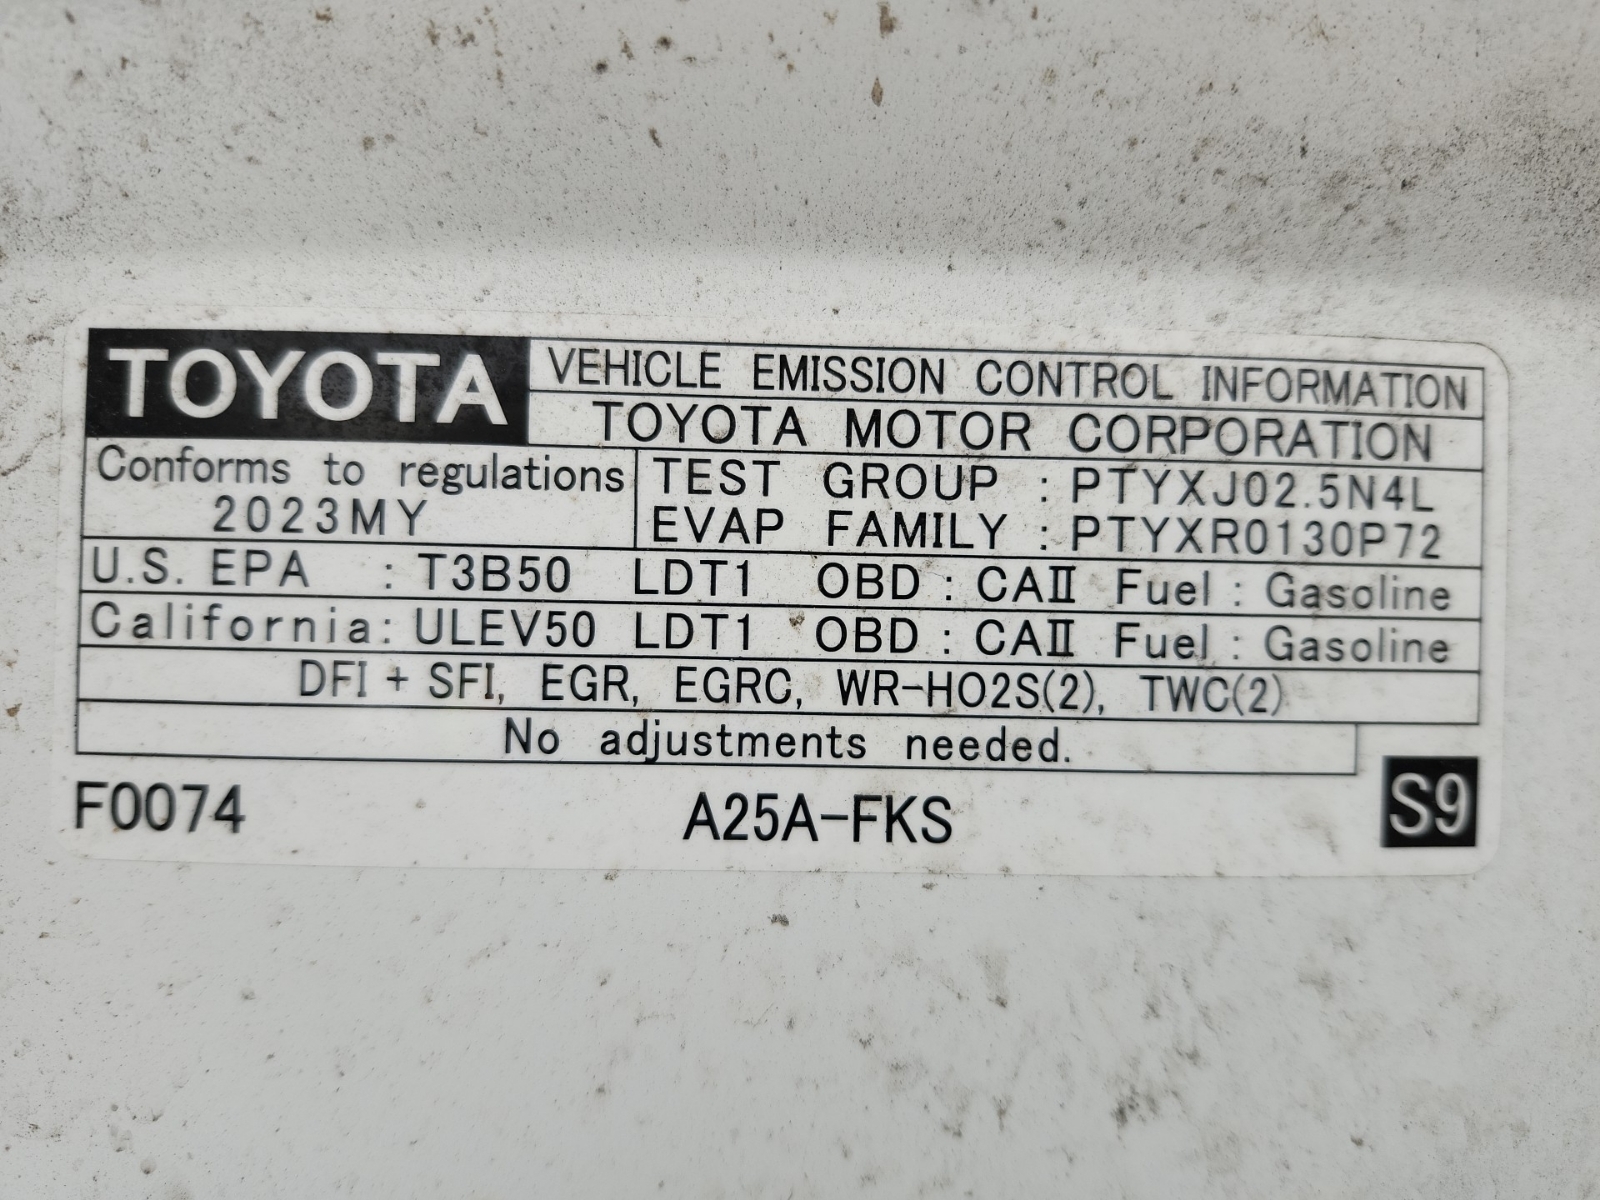 TOYOTA VEHICLE EMISSION CONTROL INFORMATION
TOYOTA MOTOR CORPORATION
Conforms to regulations
2023MY
TEST GROUP : PTYXJ02.5N4L
EVAP FAMILY : PTYXR0130P72
U.S. EPA : T3B50 LDT1 OBD : CAⅡ Fuel : Gasoline
California: ULEV50 LDT1 OBD : CAⅡ Fuel : Gasoline
DFI + SFI, EGR, EGRC, WR-HO2S(2), TWC(2)
No adjustments needed.
F0074 A25A-FKS S9